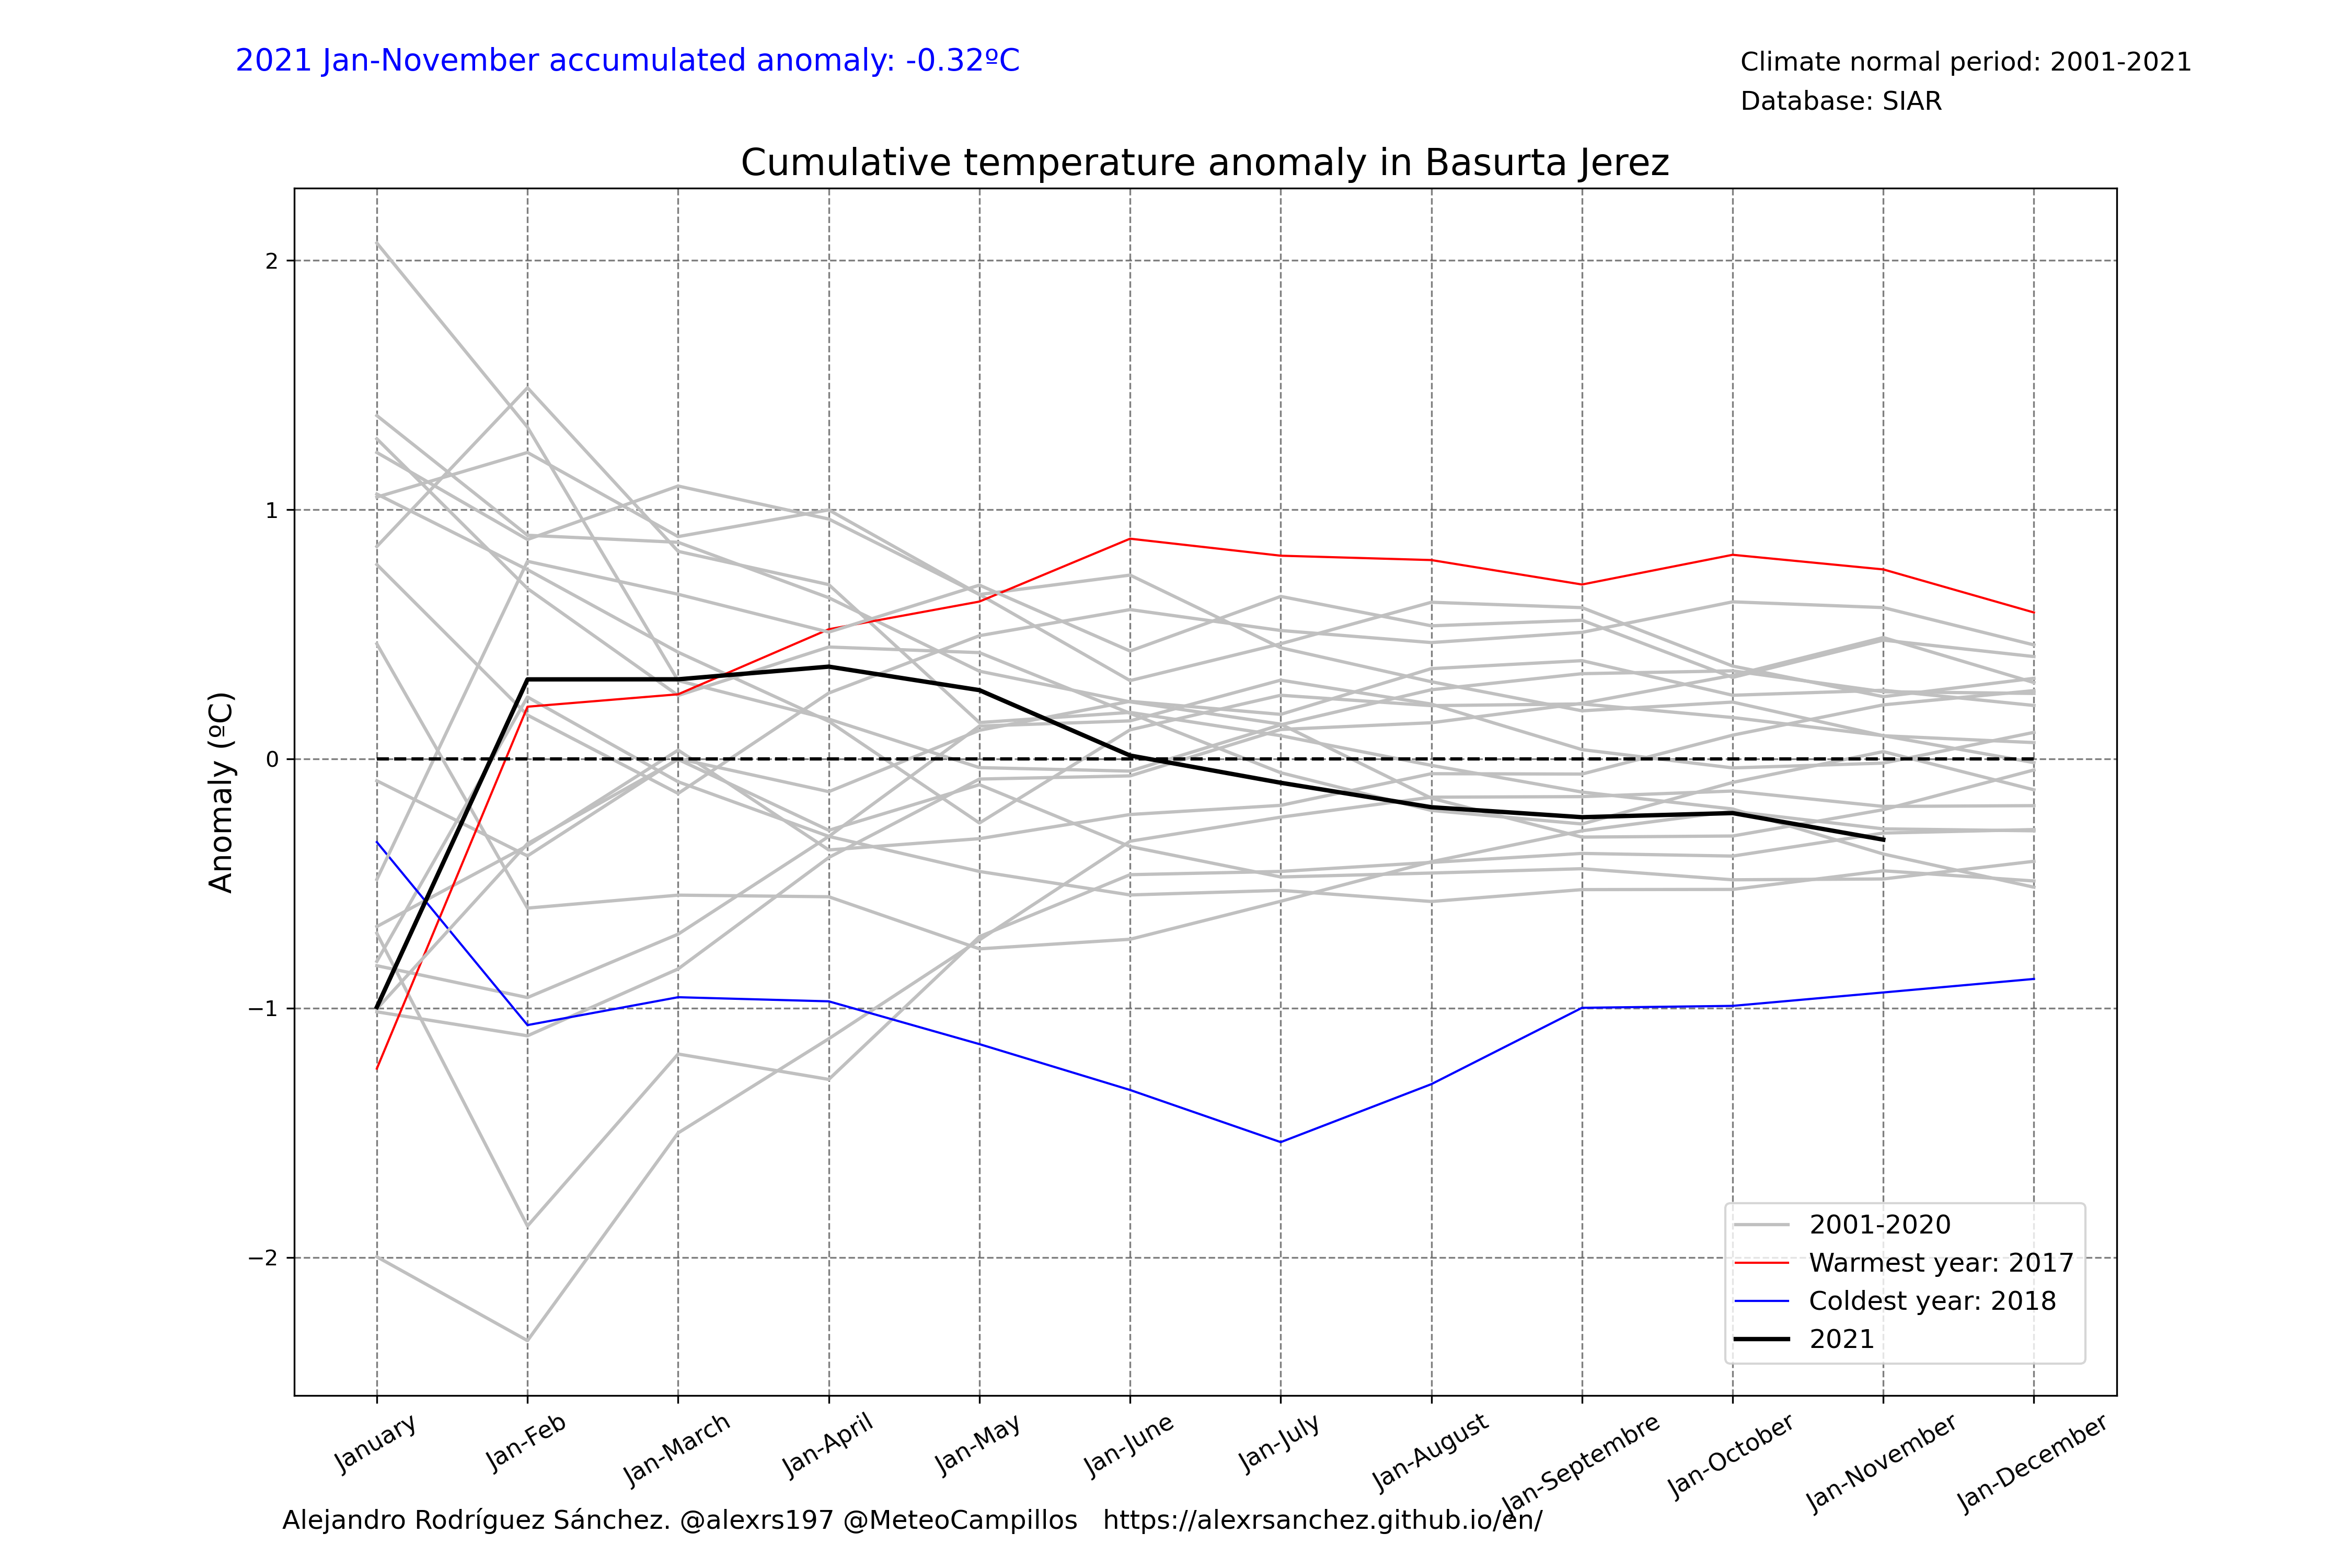 2021 Jan-November accumulated anomaly: -0.32ºC
Climate normal period: 2001-2021
Database: SIAR
Cumulative temperature anomaly in Basurta Jerez
Anomaly (ºC)
2
1
0
−1
−2
2001-2020
Warmest year: 2017
Coldest year: 2018
2021
January
Jan-Feb
Jan-March
Jan-April
Jan-May
Jan-June
Jan-July
Jan-August
Jan-Septembre
Jan-October
Jan-November
Jan-December
Alejandro Rodríguez Sánchez. @alexrs197 @MeteoCampillos   https://alexrsanchez.github.io/en/